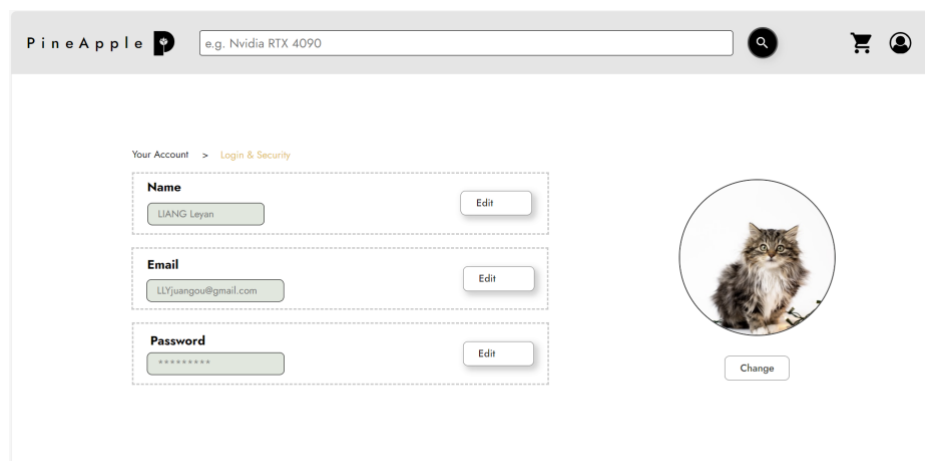 PineApple
e.g. Nvidia RTX 4090
Your Account > Login & Security
Name
LIANG Leyan
Edit
Email
LLYjuangou@gmail.com
Edit
Password
*********
Edit
Change